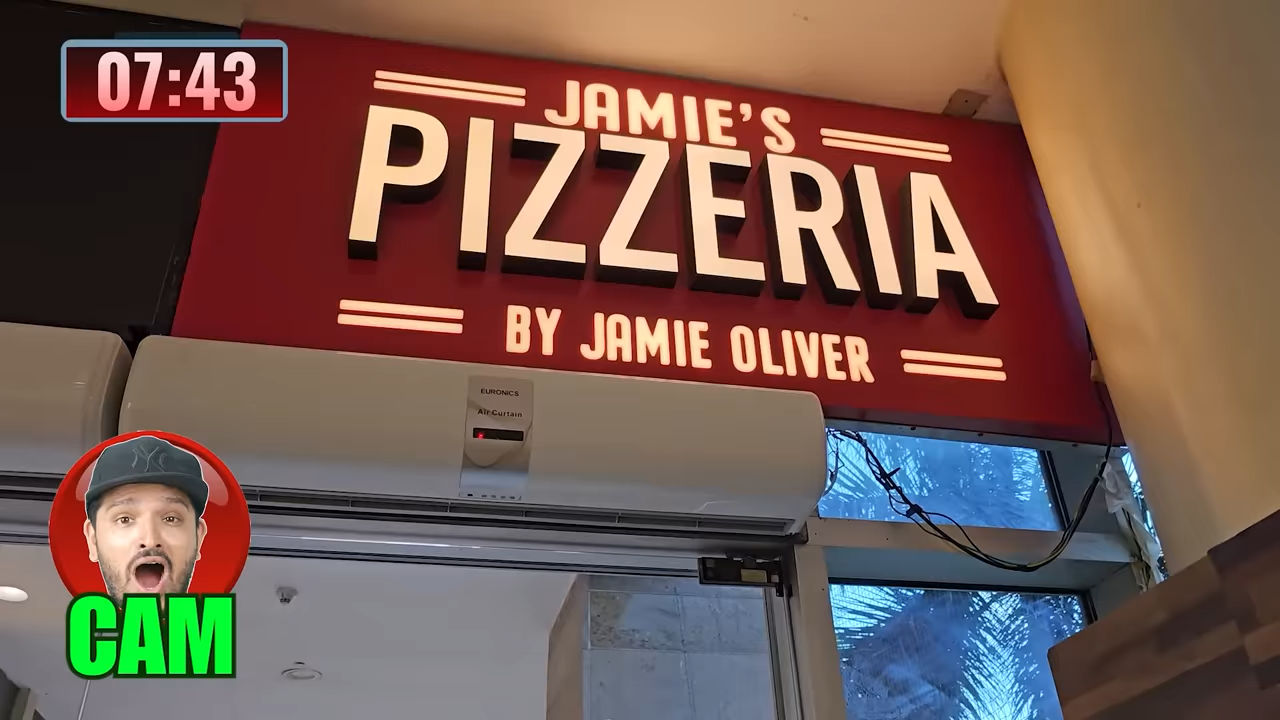 07:43
JAMIE'S
PIZZERIA
BY JAMIE OLIVER
EURONICS
Air Curtain
NY
CAM